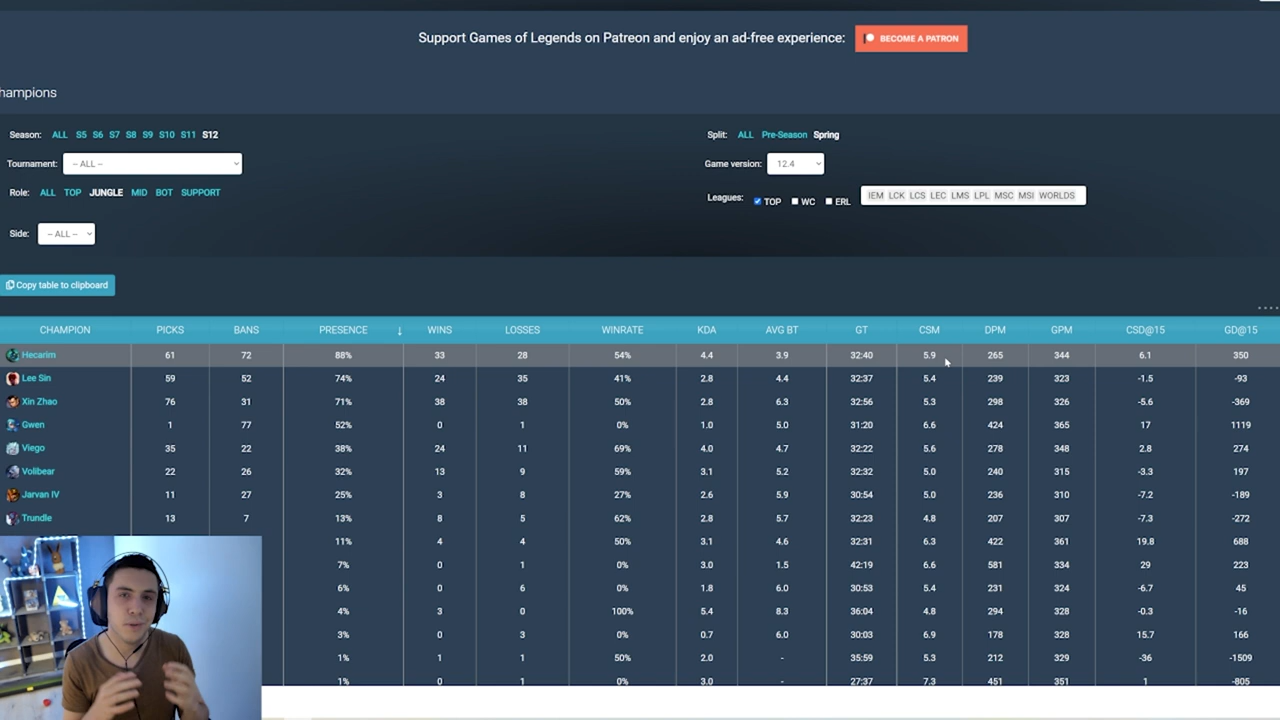 Support Games of Legends on Patreon and enjoy an ad-free experience: BECOME A PATRON
hampions
Season: ALL S5 S6 S7 S8 S9 S10 S11 S12
Split: ALL Pre-Season Spring
Tournament: -- ALL --
Game version: 12.4
Role: ALL TOP JUNGLE MID BOT SUPPORT
Leagues: TOP WC ERL IEM LCK LCS LEC LMS LPL MSC MSI WORLDS
Side: -- ALL --
Copy table to clipboard
CHAMPION PICKS BANS PRESENCE ↓ WINS LOSSES WINRATE KDA AVG BT GT CSM DPM GPM CSD@15 GD@15
Hecarim 61 72 88% 33 28 54% 4.4 3.9 32:40 5.9 265 344 6.1 350
Lee Sin 59 52 74% 24 35 41% 2.8 4.4 32:37 5.4 239 323 -1.5 -93
Xin Zhao 76 31 71% 38 38 50% 2.8 6.3 32:56 5.3 298 326 -5.6 -369
Gwen 1 77 52% 0 1 0% 1.0 5.0 31:20 6.6 424 365 17 1119
Viego 35 22 38% 24 11 69% 4.0 4.7 32:22 5.6 278 348 2.8 274
Volibear 22 26 32% 13 9 59% 3.1 5.2 32:32 5.0 240 315 -3.3 197
Jarvan IV 11 27 25% 3 8 27% 2.6 5.9 30:54 5.0 236 310 -7.2 -189
Trundle 13 7 13% 8 5 62% 2.8 5.7 32:23 4.8 207 307 -7.3 -272
11% 4 4 50% 3.1 4.6 32:31 6.3 422 361 19.8 688
7% 0 1 0% 3.0 1.5 42:19 6.6 581 334 29 223
6% 0 6 0% 1.8 6.0 30:53 5.4 231 324 -6.7 45
4% 3 0 100% 5.4 8.3 36:04 4.8 294 328 -0.3 -16
3% 0 3 0% 0.7 6.0 30:03 6.9 178 328 15.7 166
1% 1 1 50% 2.0 - 35:59 5.3 212 329 -36 -1509
1% 0 1 0% 3.0 - 27:37 7.3 451 351 1 -805